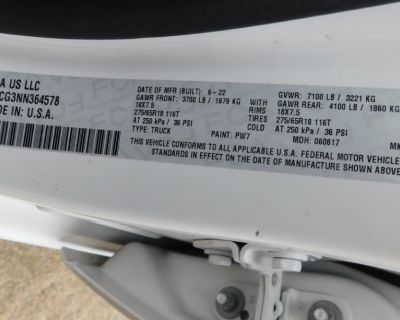 A US LLC DATE OF MFR (BUILT) 6-22 GVWR: 7100 LB / 3221 KG
CG3NN364578 GAWR FRONT: 3700 LB / 1679 KG WITH GAWR REAR: 4100 LB / 1860 KG
DE IN: U.S.A. 18X7.5 RIMS 18X7.5
275/65R18 116T TIRES 275/65R18 116T
AT 250 kPa / 36 PSI COLD AT 250 kPa / 36 PSI
TYPE: TRUCK PAINT: PW7 MDH: 060617 MK
THIS VEHICLE CONFORMS TO ALL APPLICABLE U.S.A. FEDERAL MOTOR VEHICLE
STANDARDS IN EFFECT ON THE DATE OF MANUFACTURE SHOWN ABOVE